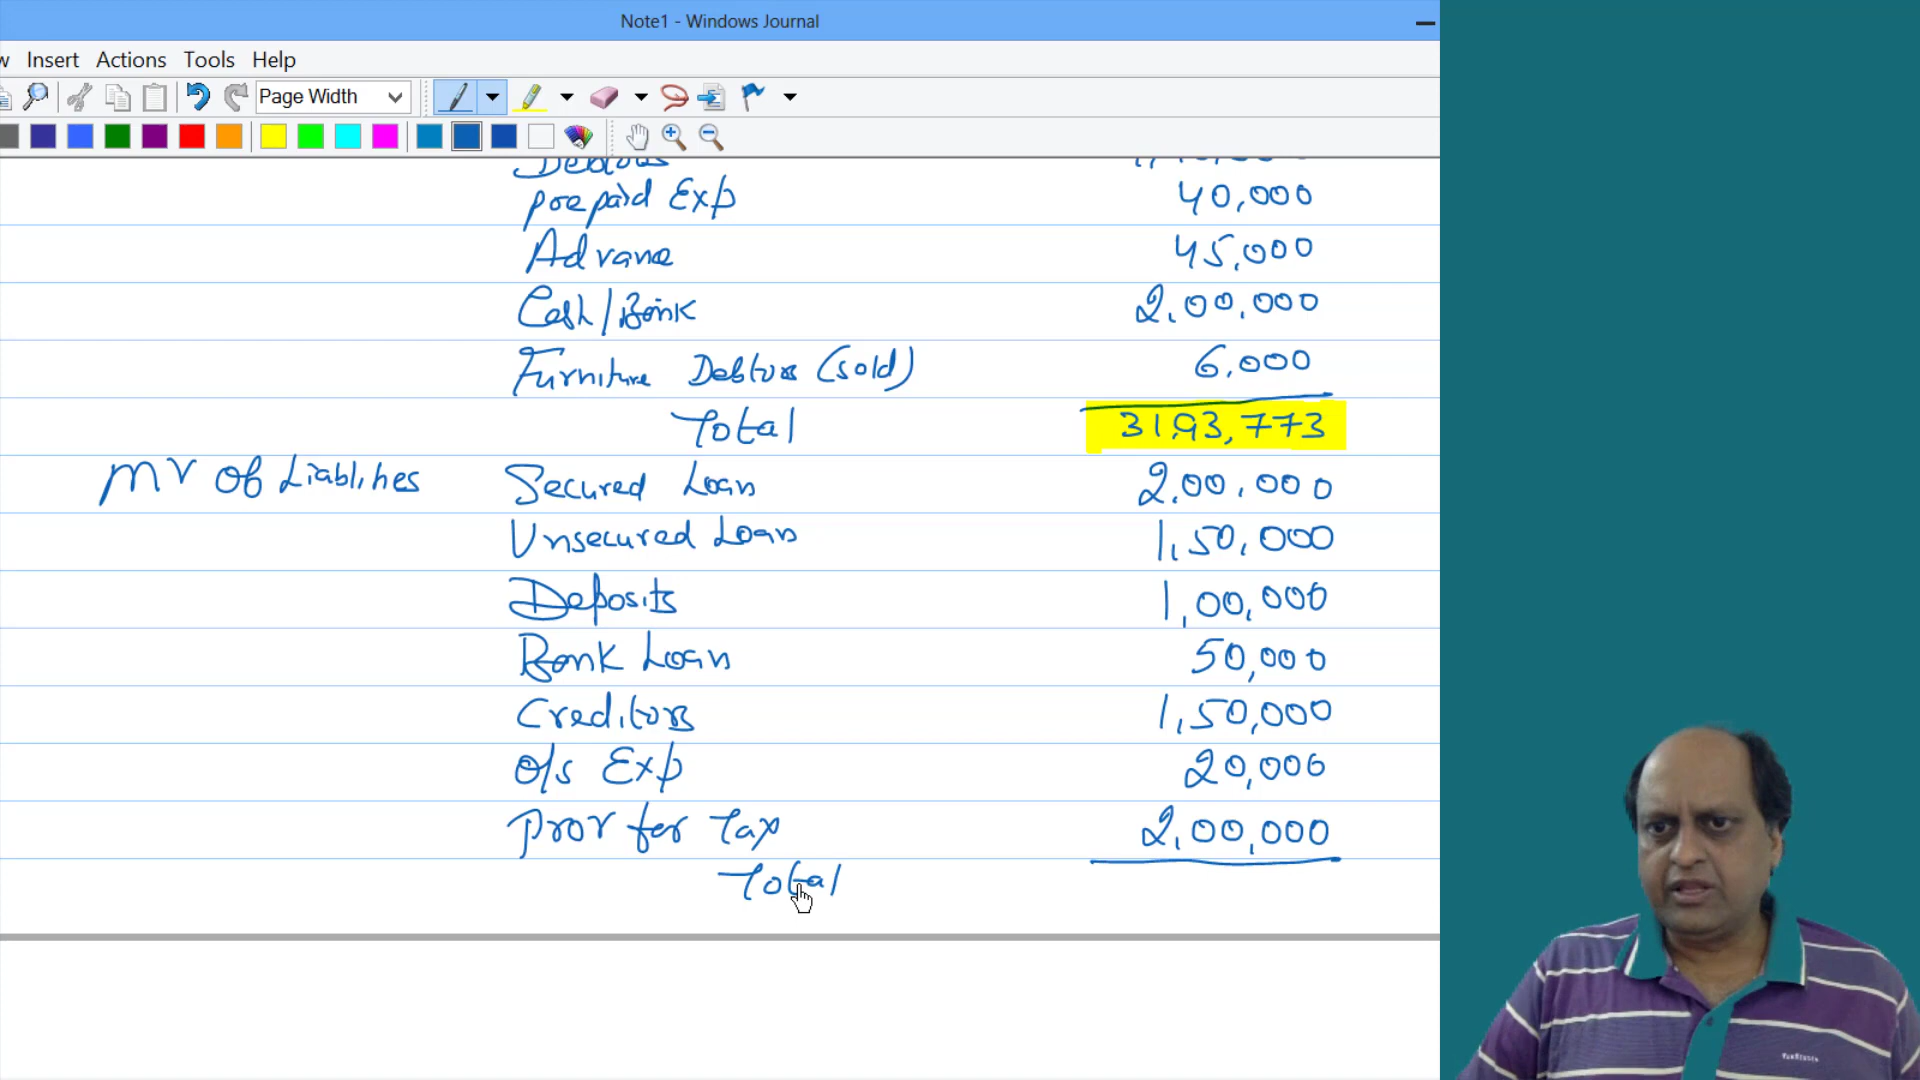 Note1 - Windows Journal
Insert Actions Tools Help
Page Width
Debtors
prepaid Exp 40,000
Advance 45,000
Cash/Bank 2,00,000
Furniture Debtors (sold) 6,000
Total 31,93,773
MV Of Liablities Secured Loan 2,00,000
Unsecured Loan 1,50,000
Deposits 1,00,000
Bank Loan 50,000
Creditors 1,50,000
O/s Exp 20,000
Prov for Tax 2,00,000
Total